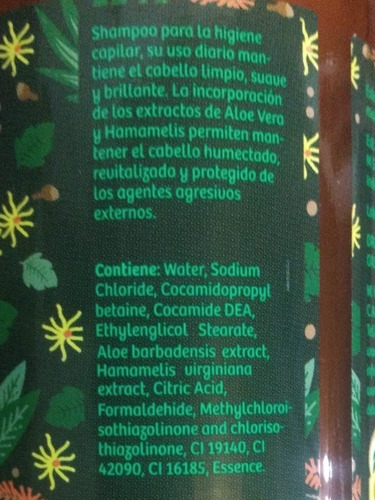 Shampoo para la higiene
capilar, su uso diario man-
tiene el cabello limpio, suave
y brillante. La incorporación
de los extractos de Aloe Vera
y Hamamelis permiten man-
tener el cabello humectado,
revitalizado y protegido de
los agentes agresivos
externos.
Contiene: Water, Sodium
Chloride, Cocamidopropyl
betaine, Cocamide DEA,
Ethylenglicol Stearate,
Aloe barbadensis extract,
Hamamelis virginiana
extract, Citric Acid,
Formaldehide, Methylchloroi-
sothiazolinone and chloriso-
thiazolinone, CI 19140, CI
42090, CI 16185, Essence.